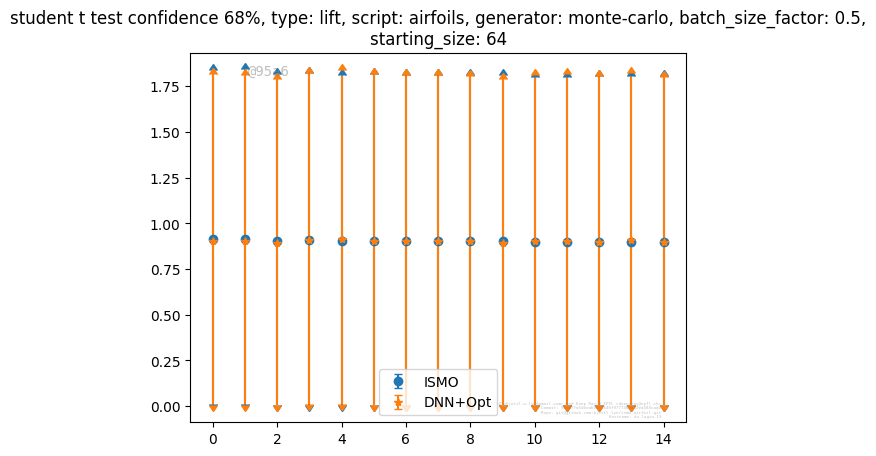 student t test confidence 68%, type: lift, script: airfoils, generator: monte-carlo, batch_size_factor: 0.5,
starting_size: 64
1.75
1.50
1.25
1.00
0.75
0.50
0.25
0.00
ISMO
DNN+Opt
0 2 4 6 8 10 12 14